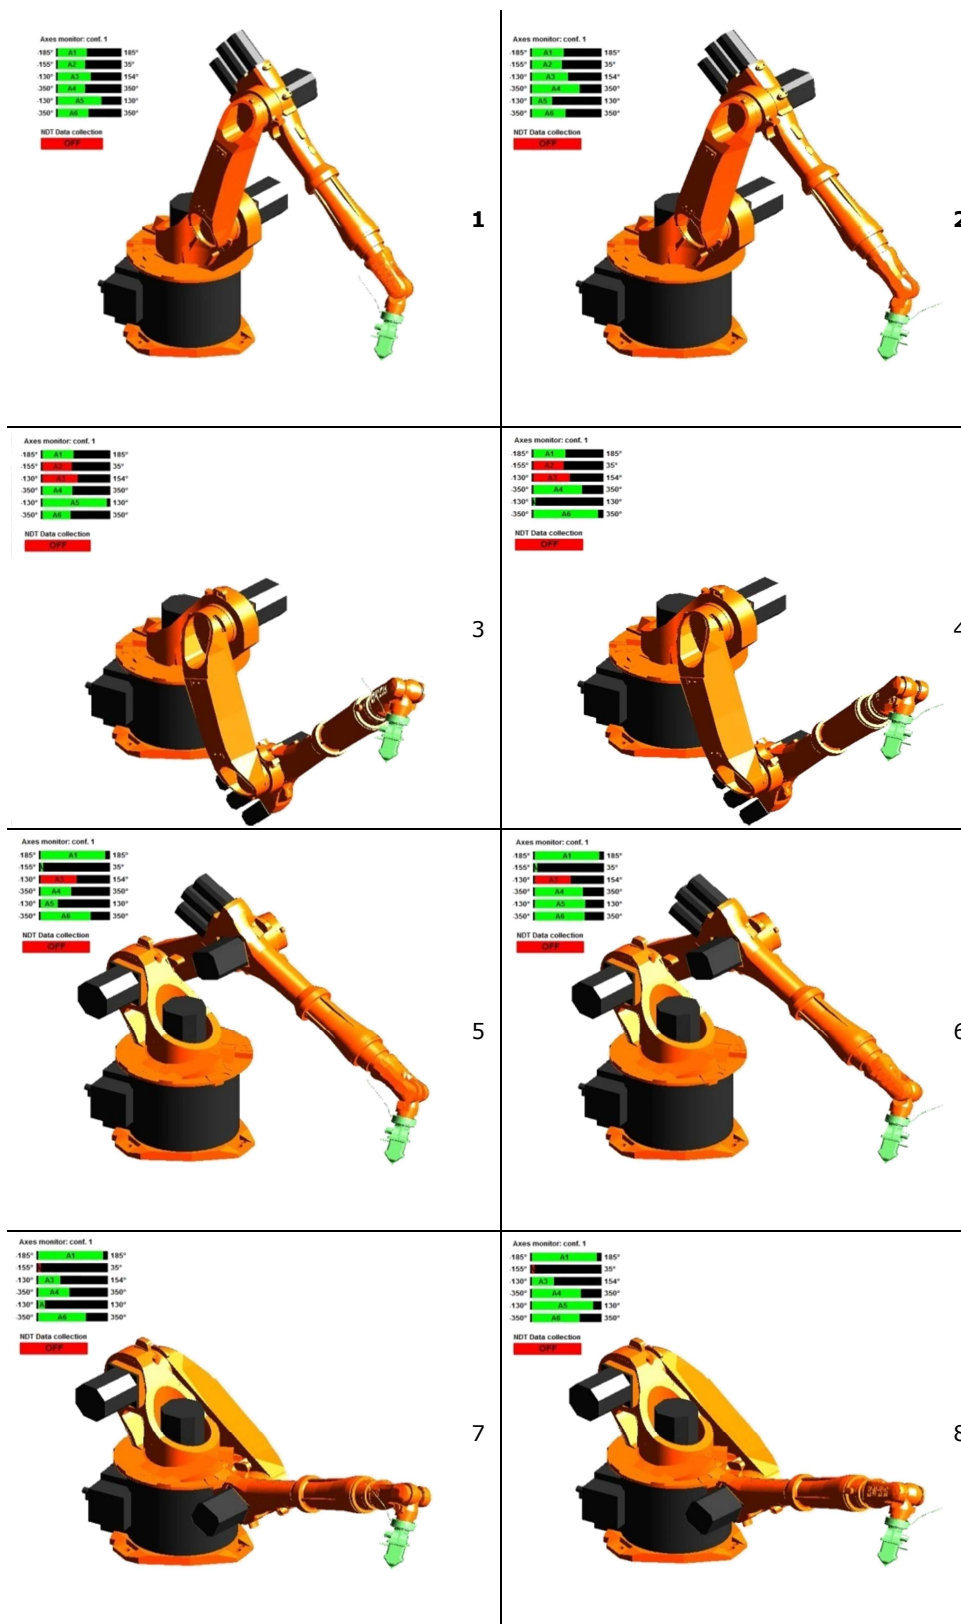 Axes monitor: conf. 1
-185° A1 185°
-155° A2 35°
-130° A3 154°
-350° A4 350°
-130° A5 130°
-350° A6 350°
NDT Data collection
OFF
1
Axes monitor: conf. 1
-185° A1 185°
-155° A2 35°
-130° A3 154°
-350° A4 350°
-130° A5 130°
-350° A6 350°
NDT Data collection
OFF
2
Axes monitor: conf. 1
-185° A1 185°
-155° A2 35°
-130° A3 154°
-350° A4 350°
-130° A5 130°
-350° A6 350°
NDT Data collection
OFF
3
Axes monitor: conf. 1
-185° A1 185°
-155° A2 35°
-130° A3 154°
-350° A4 350°
-130° 130°
-350° A6 350°
NDT Data collection
OFF
4
Axes monitor: conf. 1
-185° A1 185°
-155° 35°
-130° A3 154°
-350° A4 350°
-130° A5 130°
-350° A6 350°
NDT Data collection
OFF
5
Axes monitor: conf. 1
-185° A1 185°
-155° 35°
-130° A3 154°
-350° A4 350°
-130° A5 130°
-350° A6 350°
NDT Data collection
OFF
6
Axes monitor: conf. 1
-185° A1 185°
-155° 35°
-130° A3 154°
-350° A4 350°
-130° 130°
-350° A6 350°
NDT Data collection
OFF
7
Axes monitor: conf. 1
-185° A1 185°
-155° 35°
-130° A3 154°
-350° A4 350°
-130° A5 130°
-350° A6 350°
NDT Data collection
OFF
8